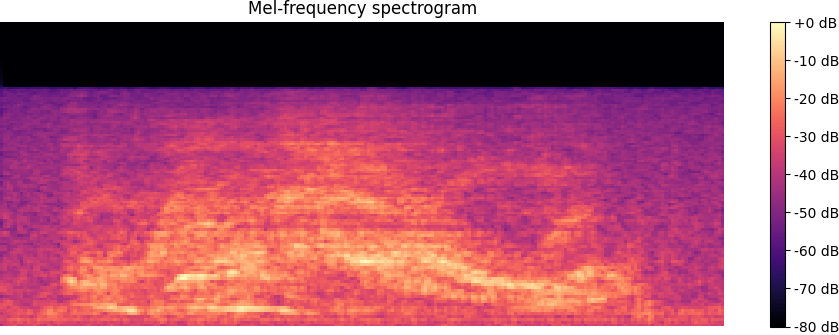 Mel-frequency spectrogram
+0 dB
-10 dB
-20 dB
-30 dB
-40 dB
-50 dB
-60 dB
-70 dB
-80 dB